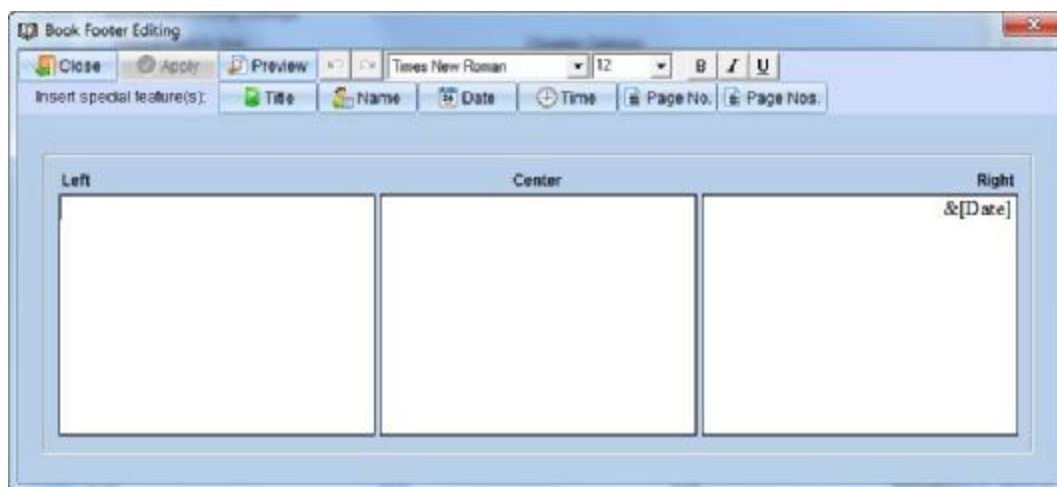 Book Footer Editing
Close Apply Preview Times New Roman 12 B I U
Insert special feature(s): Title Name Date Time Page No. Page Nos.
Left Center Right
&[Date]